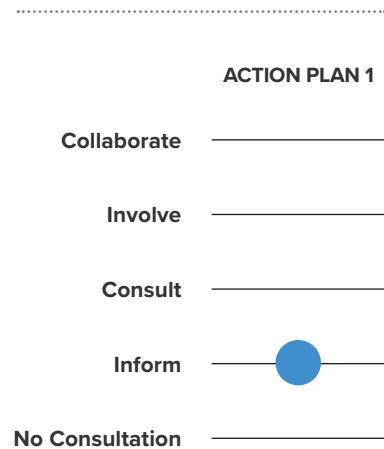 ACTION PLAN 1
Collaborate
Involve
Consult
Inform
No Consultation